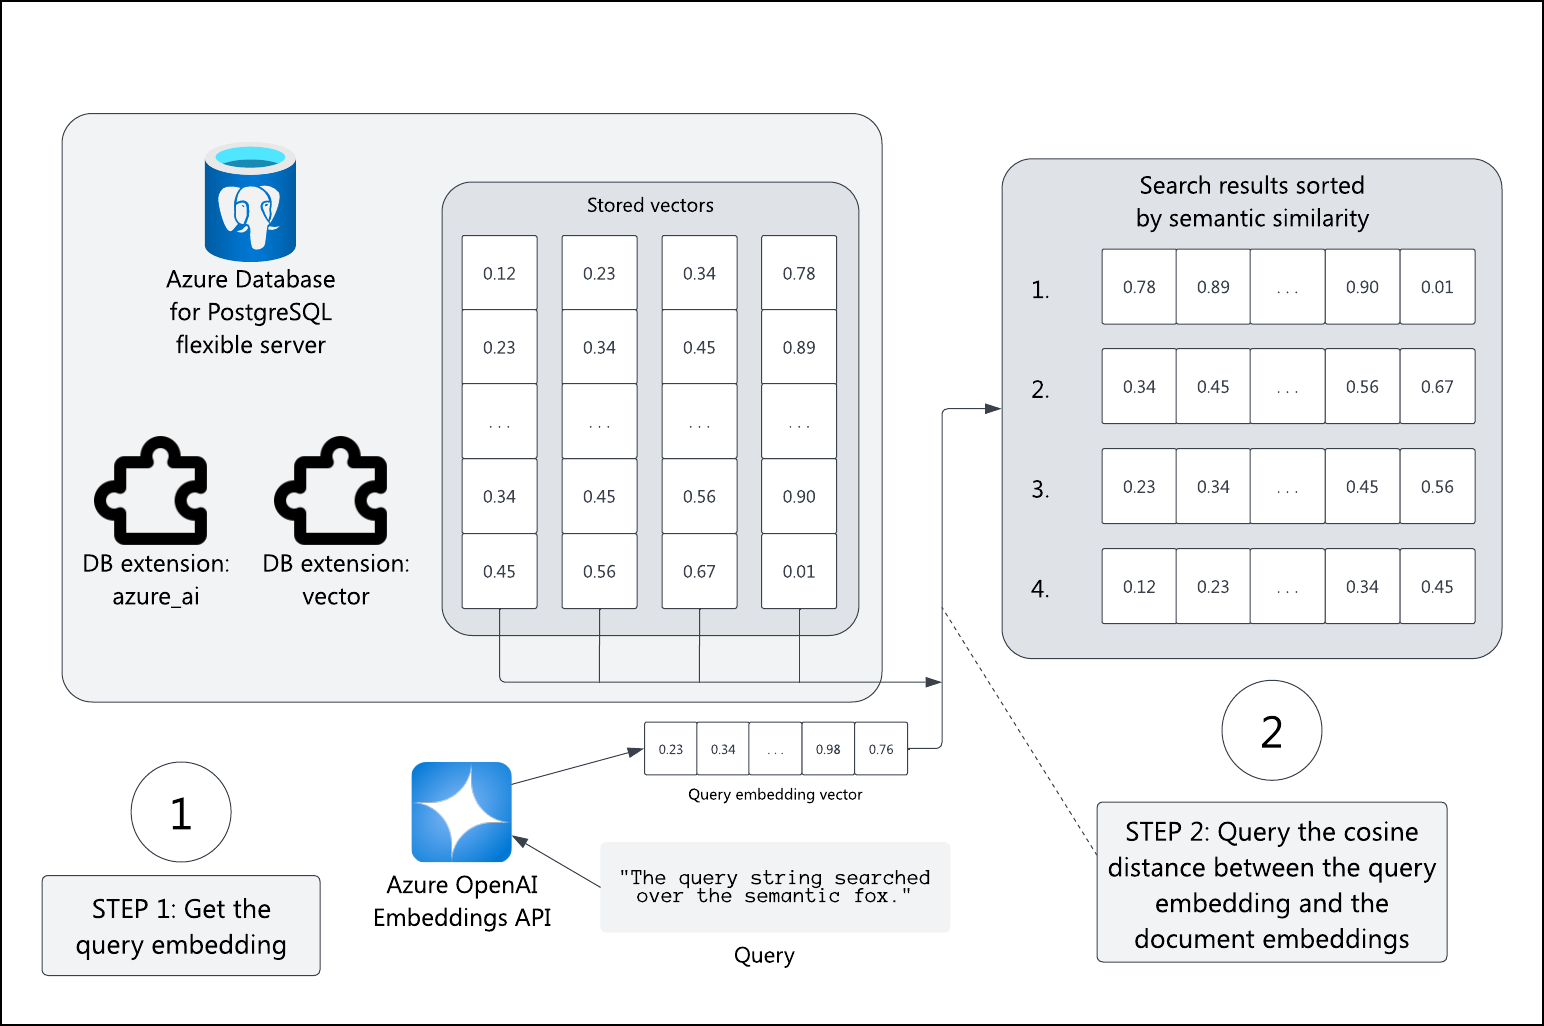 Azure Database
for PostgreSQL
flexible server
DB extension:
azure_ai
DB extension:
vector
Stored vectors
0.12 0.23 0.34 0.78
0.23 0.34 0.45 0.89
... ... ... ...
0.34 0.45 0.56 0.90
0.45 0.56 0.67 0.01
Search results sorted
by semantic similarity
1. 0.78 0.89 ... 0.90 0.01
2. 0.34 0.45 ... 0.56 0.67
3. 0.23 0.34 ... 0.45 0.56
4. 0.12 0.23 ... 0.34 0.45
0.23 0.34 ... 0.98 0.76
Query embedding vector
1
STEP 1: Get the
query embedding
Azure OpenAI
Embeddings API
"The query string searched
over the semantic fox."
Query
2
STEP 2: Query the cosine
distance between the query
embedding and the
document embeddings